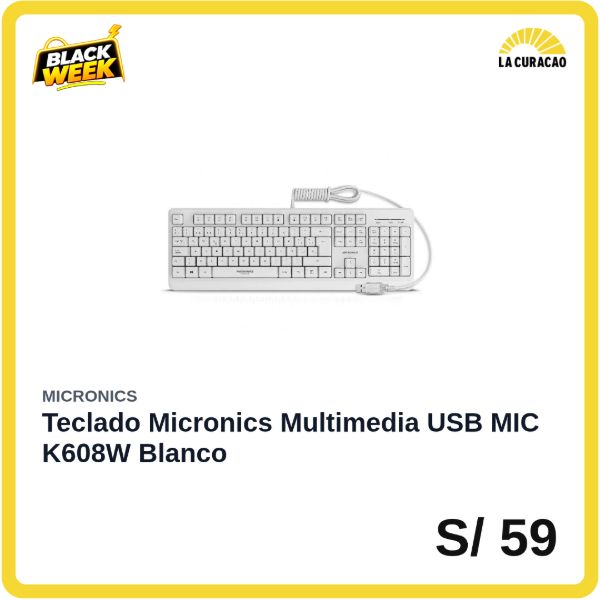 BLACK
WEEK
LA CURACAO
MICRONICS
Teclado Micronics Multimedia USB MIC
K608W Blanco
S/ 59